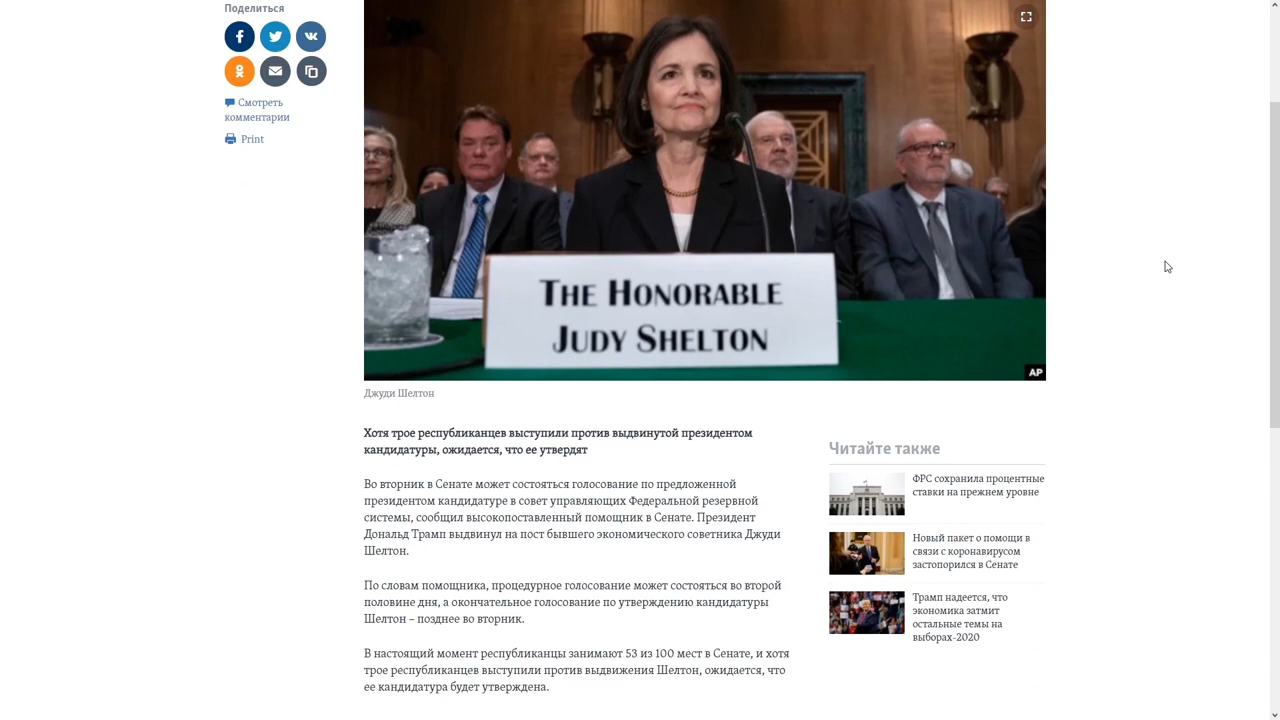 Поделиться
Смотреть
комментарии
Print
THE HONORABLE
JUDY SHELTON
AP
Джуди Шелтон
Хотя трое республиканцев выступили против выдвинутой президентом
кандидатуры, ожидается, что ее утвердят
Во вторник в Сенате может состояться голосование по предложенной
президентом кандидатуре в совет управляющих Федеральной резервной
системы, сообщил высокопоставленный помощник в Сенате. Президент
Дональд Трамп выдвинул на пост бывшего экономического советника Джуди
Шелтон.
По словам помощника, процедурное голосование может состояться во второй
половине дня, а окончательное голосование по утверждению кандидатуры
Шелтон – позднее во вторник.
В настоящий момент республиканцы занимают 53 из 100 мест в Сенате, и хотя
трое республиканцев выступили против выдвижения Шелтон, ожидается, что
ее кандидатура будет утверждена.
Читайте также
ФРС сохранила процентные
ставки на прежнем уровне
Новый пакет о помощи в
связи с коронавирусом
застопорился в Сенате
Трамп надеется, что
экономика затмит
остальные темы на
выборах-2020